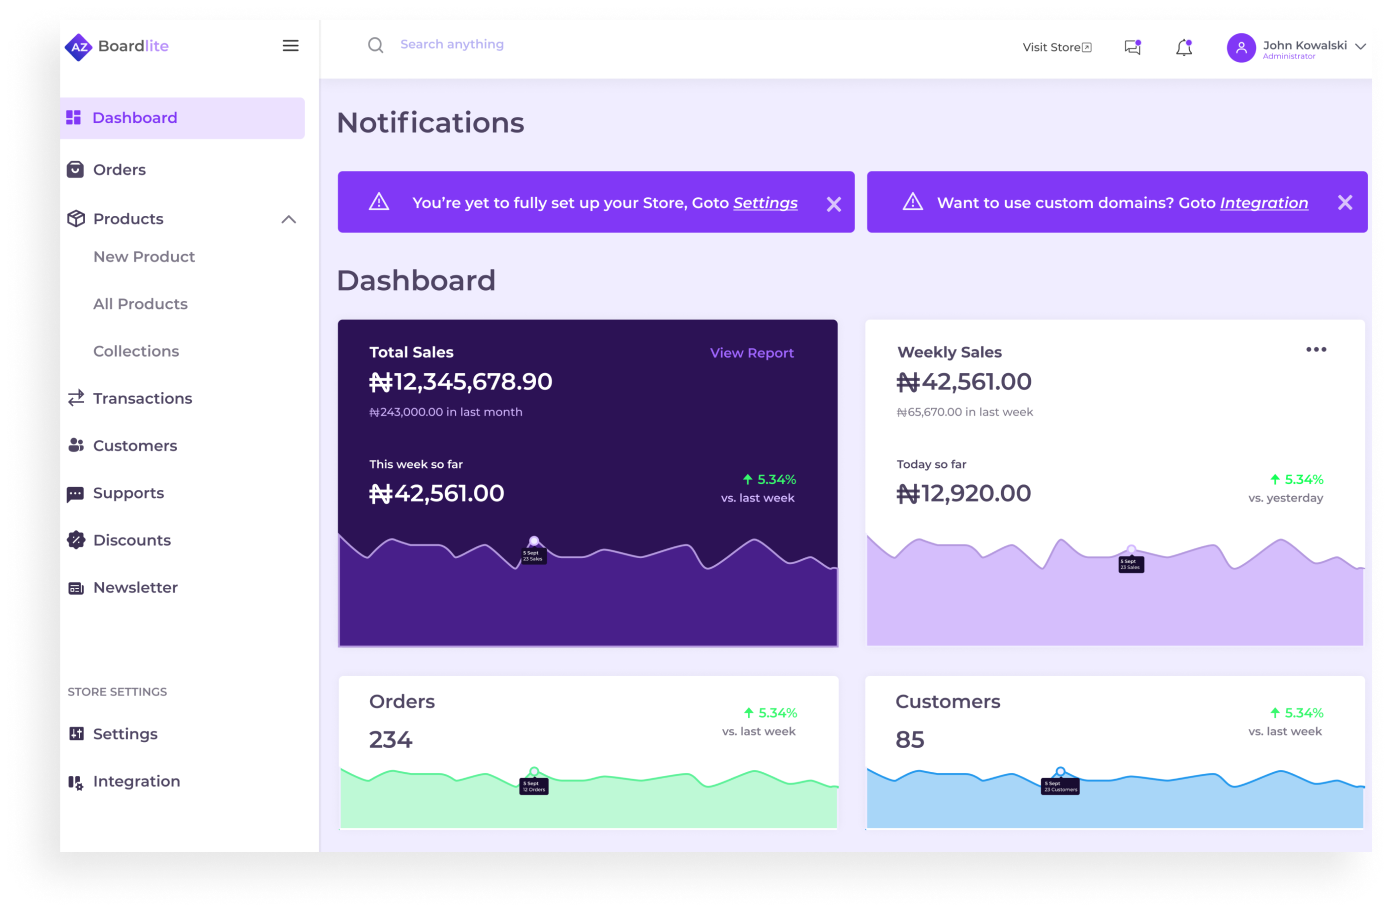 AZ Boardlite
Search anything
Visit Store
John Kowalski
Administrator
Dashboard
Orders
Products
New Product
All Products
Collections
Transactions
Customers
Supports
Discounts
Newsletter
STORE SETTINGS
Settings
Integration
Notifications
You’re yet to fully set up your Store, Goto Settings
Want to use custom domains? Goto Integration
Dashboard
Total Sales
View Report
₦12,345,678.90
₦243,000.00 in last month
This week so far
₦42,561.00
5.34%
vs. last week
5 Sept
23 Sales
Weekly Sales
₦42,561.00
₦65,670.00 in last week
Today so far
₦12,920.00
5.34%
vs. yesterday
5 Sept
23 Sales
Orders
234
5.34%
vs. last week
5 Sept
12 Orders
Customers
85
5.34%
vs. last week
5 Sept
23 Customers